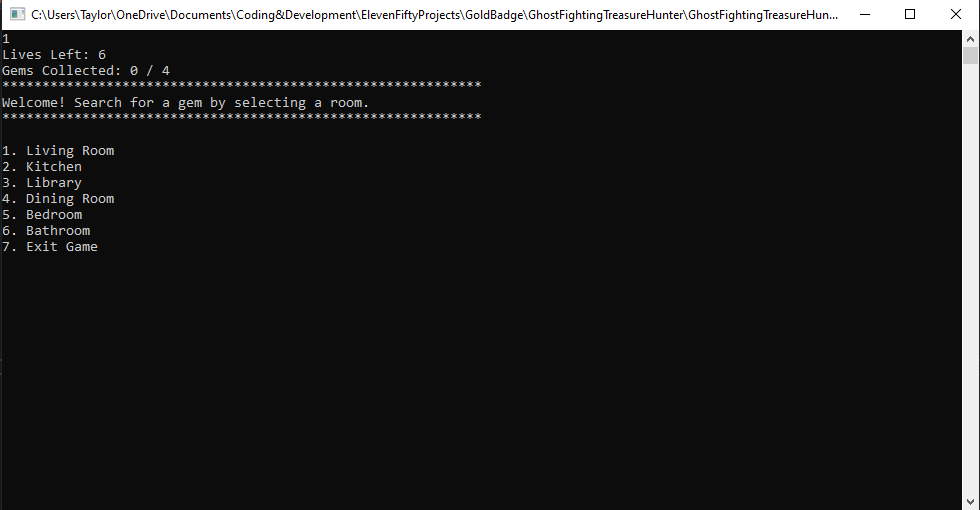 C:\Users\Taylor\OneDrive\Documents\Coding&Development\ElevenFiftyProjects\GoldBadge\GhostFightingTreasureHunter\GhostFightingTreasureHun...
1
Lives Left: 6
Gems Collected: 0 / 4
************************************************************
Welcome! Search for a gem by selecting a room.
************************************************************
1. Living Room
2. Kitchen
3. Library
4. Dining Room
5. Bedroom
6. Bathroom
7. Exit Game